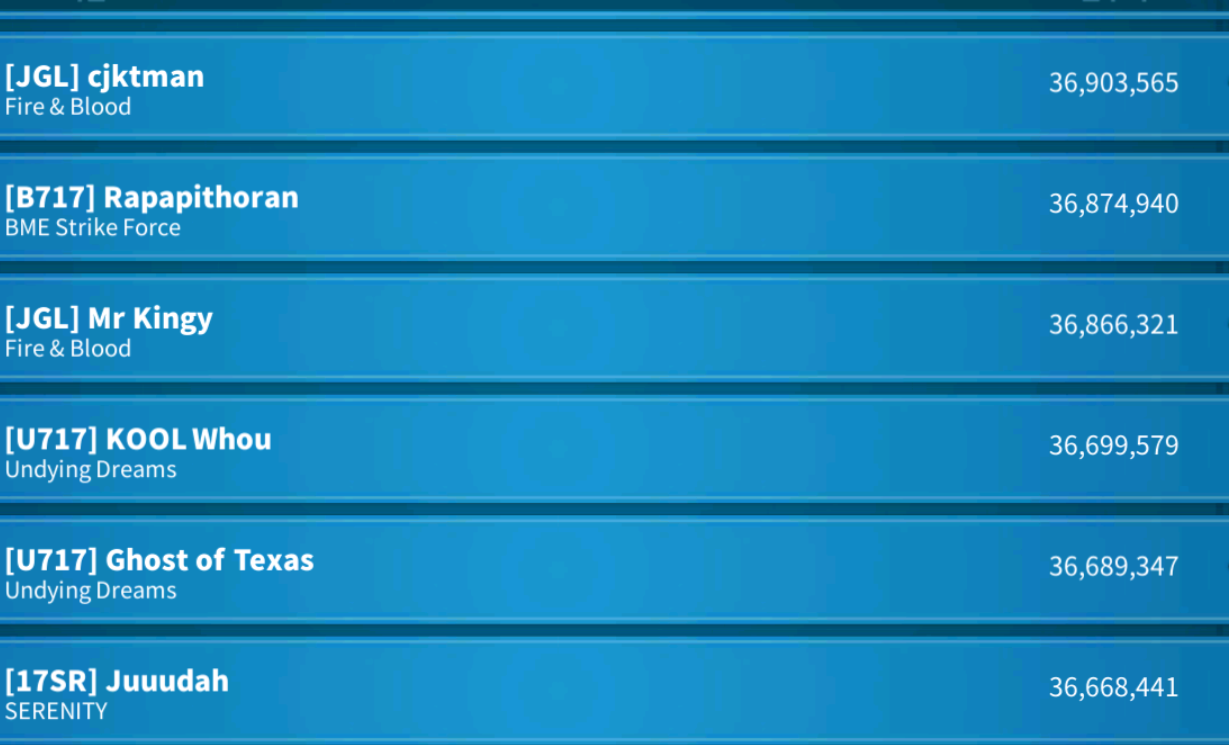 [JGL] cjktman
36,903,565
Fire & Blood
[B717] Rapapithoran
36,874,940
BME Strike Force
[JGL] Mr Kingy
36,866,321
Fire & Blood
[U717] KOOL Whou
36,699,579
Undying Dreams
[U717] Ghost of Texas
36,689,347
Undying Dreams
[17SR] Juuudah
36,668,441
SERENITY